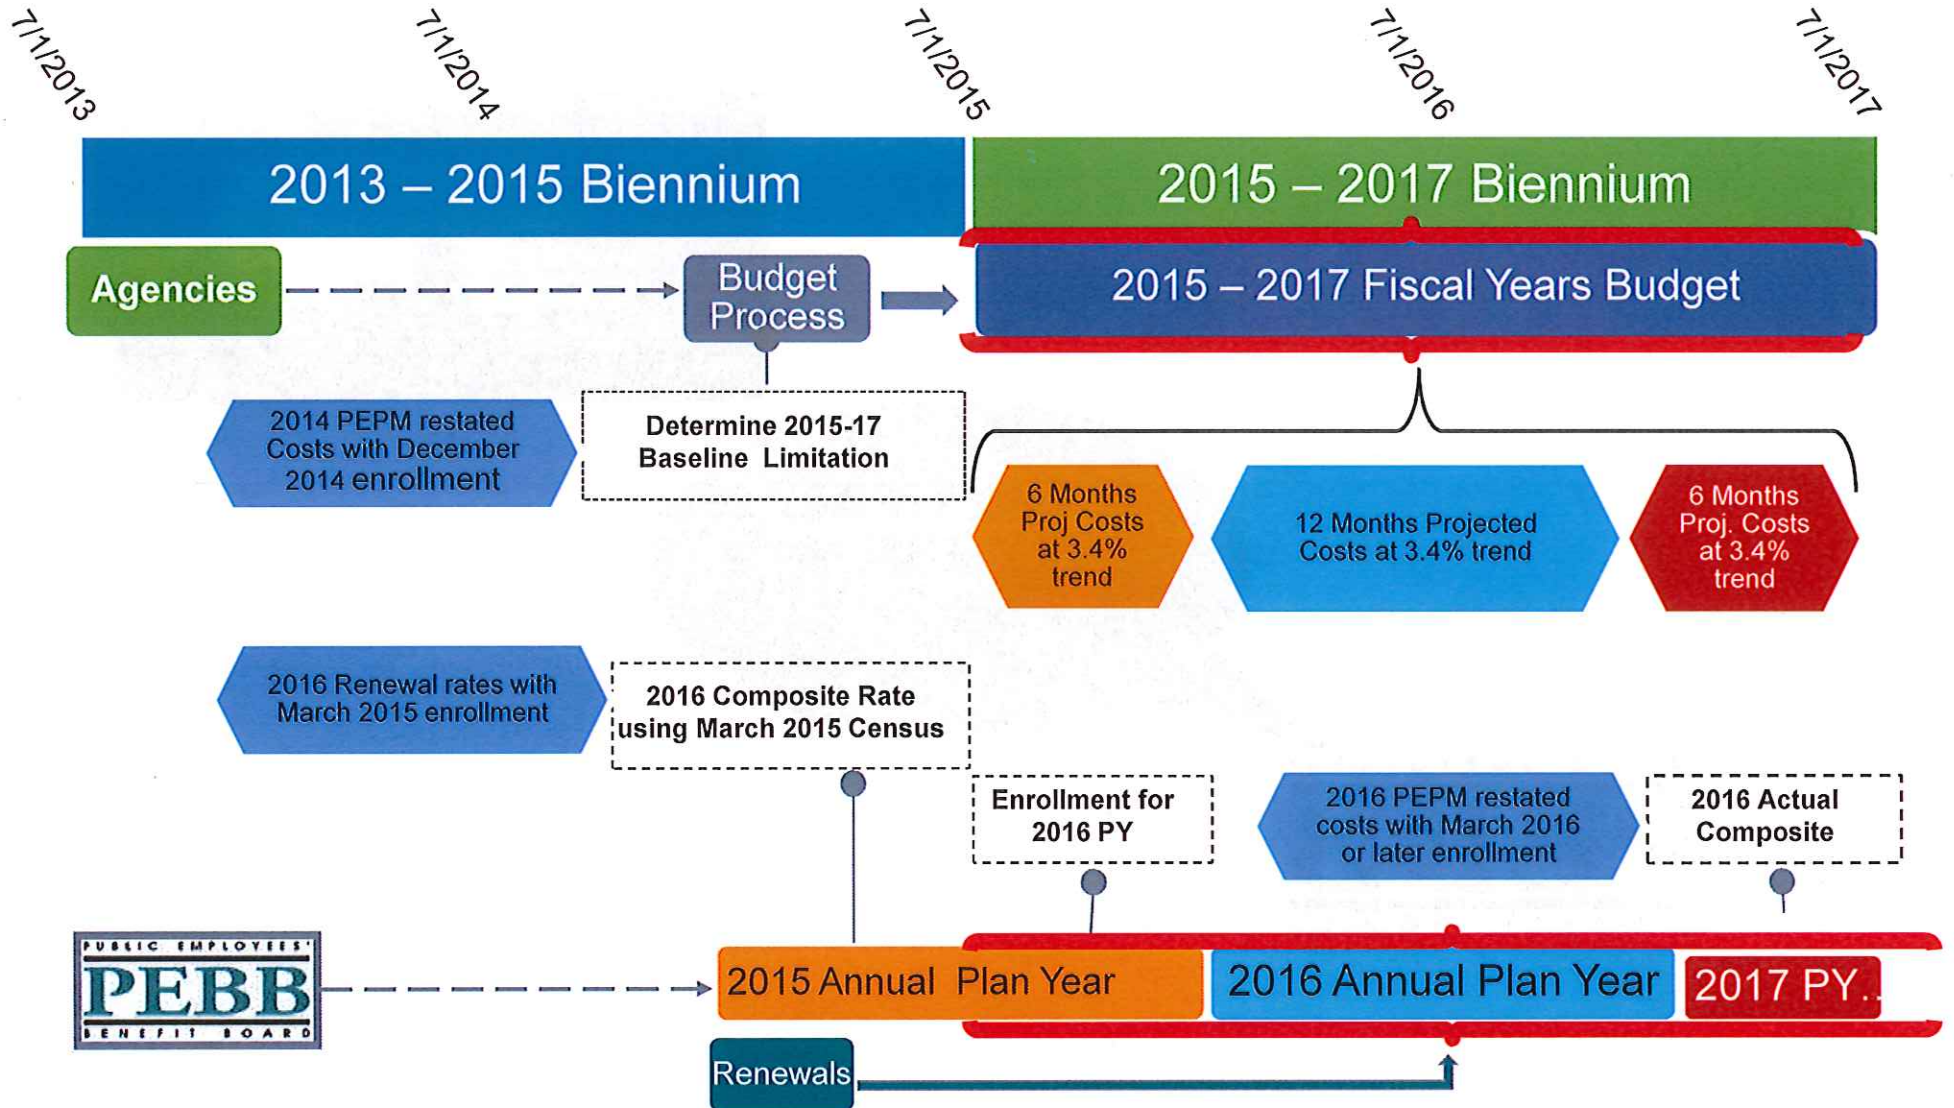 7/1/2013
7/1/2014
7/1/2015
7/1/2016
7/1/2017
2013 – 2015 Biennium
2015 – 2017 Biennium
Agencies
Budget
Process
2015 – 2017 Fiscal Years Budget
2014 PEPM restated
Costs with December
2014 enrollment
Determine 2015-17
Baseline Limitation
6 Months
Proj Costs
at 3.4%
trend
12 Months Projected
Costs at 3.4% trend
6 Months
Proj. Costs
at 3.4%
trend
2016 Renewal rates with
March 2015 enrollment
2016 Composite Rate
using March 2015 Census
Enrollment for
2016 PY
2016 PEPM restated
costs with March 2016
or later enrollment
2016 Actual
Composite
PUBLIC EMPLOYEES'
PEBB
BENEFIT BOARD
2015 Annual Plan Year
2016 Annual Plan Year
2017 PY..
Renewals